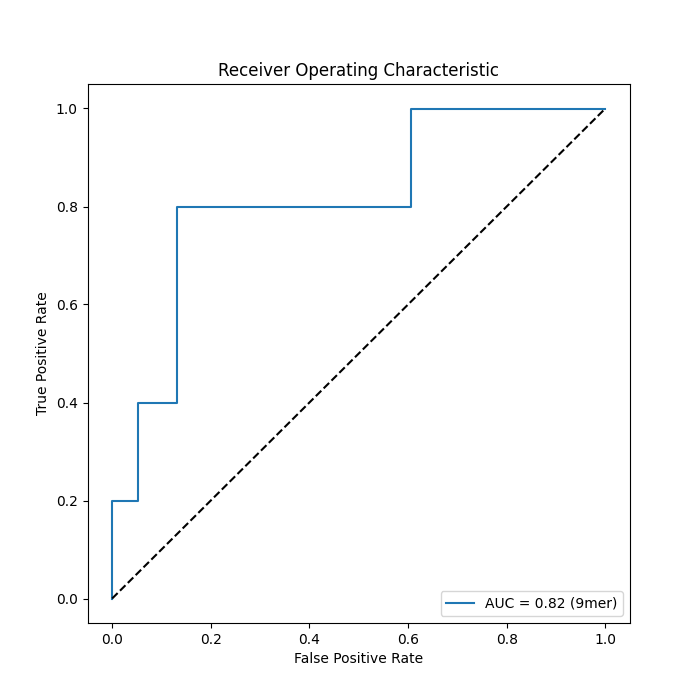 Receiver Operating Characteristic
1.0
0.8
0.6
0.4
0.2
0.0
True Positive Rate
AUC = 0.82 (9mer)
0.0 0.2 0.4 0.6 0.8 1.0
False Positive Rate